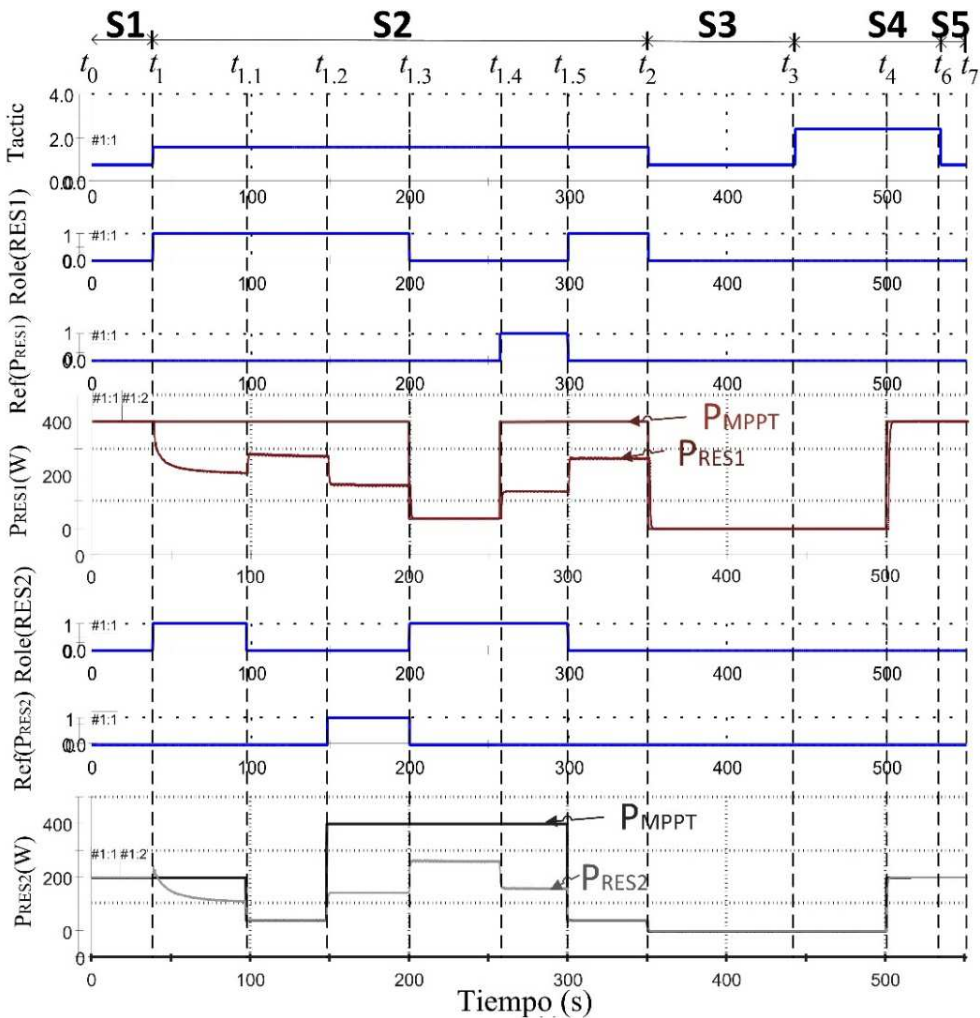 S1 S2 S3 S4 S5
t0 t1 t1.1 t1.2 t1.3 t1.4 t1.5 t2 t3 t4 t6 t7
Tactic
4.0
2.0
0.0
#1:1
0 100 200 300 400 500
Role(RES1)
1
0.0
#1:1
0 100 200 300 400 500
Ref(PRES1)
1
0.0
#1:1
0 100 200 300 400 500
PRES1(W)
#1:1 #1:2
400
200
0
0
PMPPT
PRES1
0 100 200 300 400 500
Role(RES2)
1
0.0
#1:1
0 100 200 300 400 500
Ref(PRES2)
1
0.0
#1:1
0 100 200 300 400 500
PRES2(W)
400
200
0
0
#1:1 #1:2
PMPPT
PRES2
0 100 200 300 400 500
Tiempo (s)